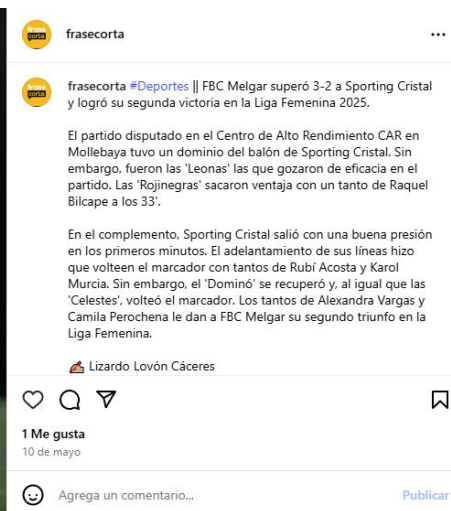 frase
corta
frasecorta
frase
corta
frasecorta #Deportes || FBC Melgar superó 3-2 a Sporting Cristal
y logró su segunda victoria en la Liga Femenina 2025.
El partido disputado en el Centro de Alto Rendimiento CAR en
Mollebaya tuvo un dominio del balón de Sporting Cristal. Sin
embargo, fueron las 'Leonas' las que gozaron de eficacia en el
partido. Las 'Rojinegras' sacaron ventaja con un tanto de Raquel
Bilcape a los 33'.
En el complemento, Sporting Cristal salió con una buena presión
en los primeros minutos. El adelantamiento de sus líneas hizo
que volteen el marcador con tantos de Rubí Acosta y Karol
Murcia. Sin embargo, el 'Dominó' se recuperó y, al igual que las
'Celestes', volteó el marcador. Los tantos de Alexandra Vargas y
Camila Perochena le dan a FBC Melgar su segundo triunfo en la
Liga Femenina.
✍🏽 Lizardo Lovón Cáceres
1 Me gusta
10 de mayo
Agrega un comentario... Publicar